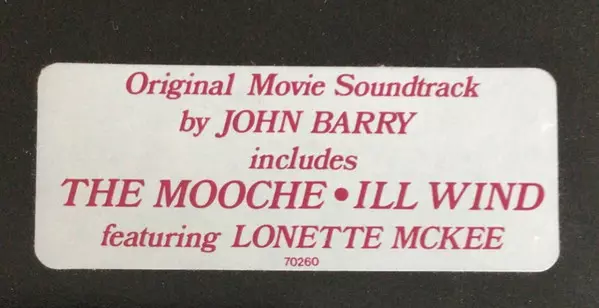 Original Movie Soundtrack
by JOHN BARRY
includes
THE MOOCHE • ILL WIND
featuring LONETTE MCKEE
70260